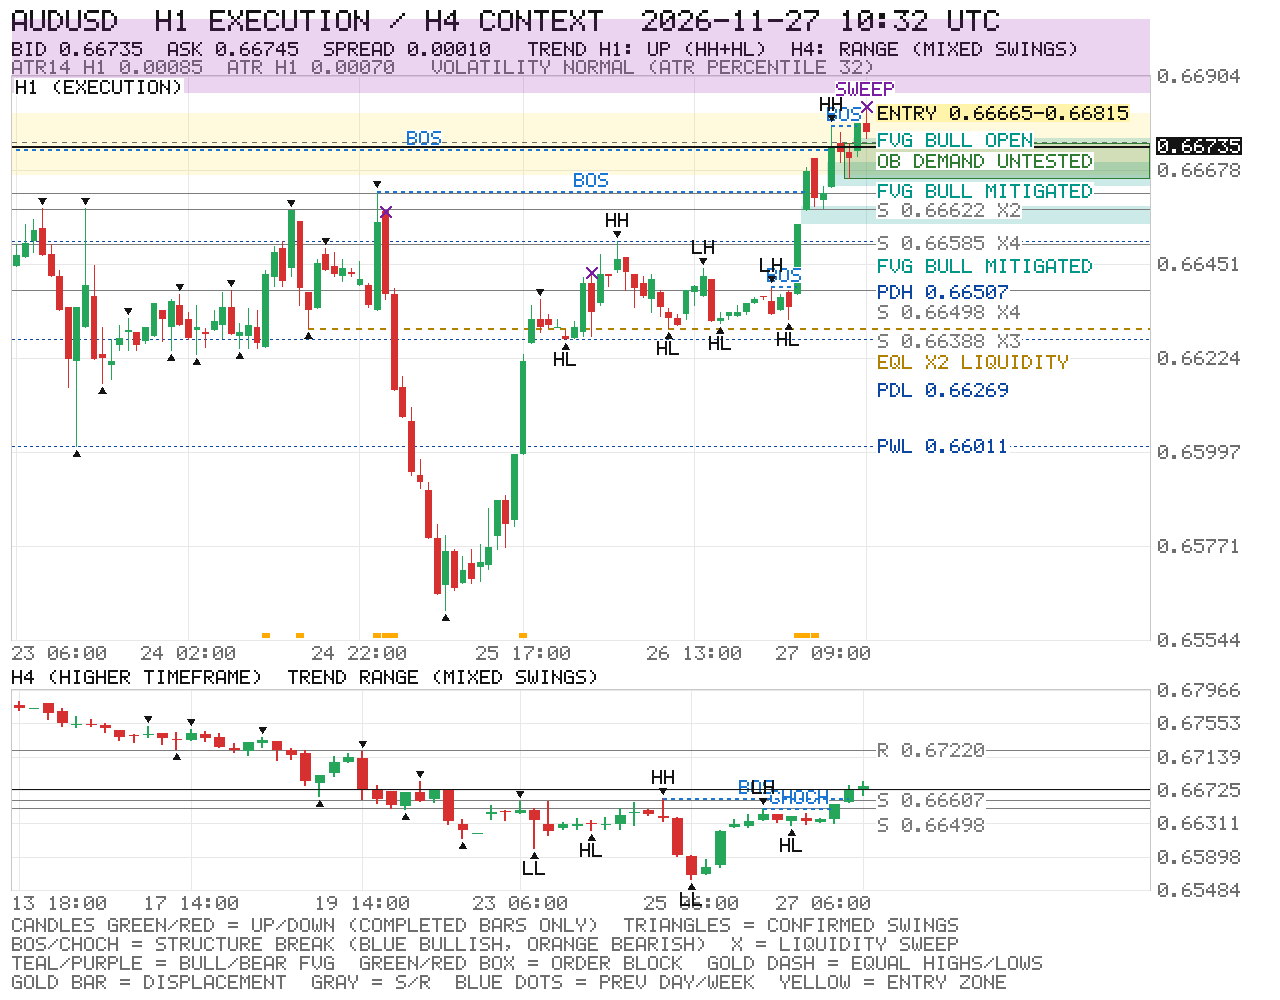 AUDUSD  H1 EXECUTION / H4 CONTEXT  2026-11-27 10:32 UTC
BID 0.66735  ASK 0.66745  SPREAD 0.00010  TREND H1: UP (HH+HL)  H4: RANGE (MIXED SWINGS)
ATR14 H1 0.00085  ATR H1 0.00070  VOLATILITY NORMAL (ATR PERCENTILE 32)
0.66904
H1 (EXECUTION)
SWEEP
HH
BOS
ENTRY 0.66665-0.66815
BOS
FVG BULL OPEN
0.66735
OB DEMAND UNTESTED
0.66678
BOS
FVG BULL MITIGATED
S 0.66622 X2
HH
LH
S 0.66585 X4
LH
BOS
FVG BULL MITIGATED
0.66451
PDH 0.66507
S 0.66498 X4
HL
HL
HL
HL
S 0.66388 X3
0.66224
EQL X2 LIQUIDITY
PDL 0.66269
PWL 0.66011
0.65997
0.65771
0.65544
23 06:00  24 02:00  24 22:00  25 17:00  26 13:00  27 09:00
H4 (HIGHER TIMEFRAME)  TREND RANGE (MIXED SWINGS)
0.67966
0.67553
R 0.67220
0.67139
HH
BOS
LH
CHOCH
0.66725
S 0.66607
S 0.66498
0.66311
HL
HL
0.65898
LL
LL
0.65484
13 18:00  17 14:00  19 14:00  23 06:00  25 06:00  27 06:00
CANDLES GREEN/RED = UP/DOWN (COMPLETED BARS ONLY)  TRIANGLES = CONFIRMED SWINGS
BOS/CHOCH = STRUCTURE BREAK (BLUE BULLISH, ORANGE BEARISH)  X = LIQUIDITY SWEEP
TEAL/PURPLE = BULL/BEAR FVG  GREEN/RED BOX = ORDER BLOCK  GOLD DASH = EQUAL HIGHS/LOWS
GOLD BAR = DISPLACEMENT  GRAY = S/R  BLUE DOTS = PREV DAY/WEEK  YELLOW = ENTRY ZONE